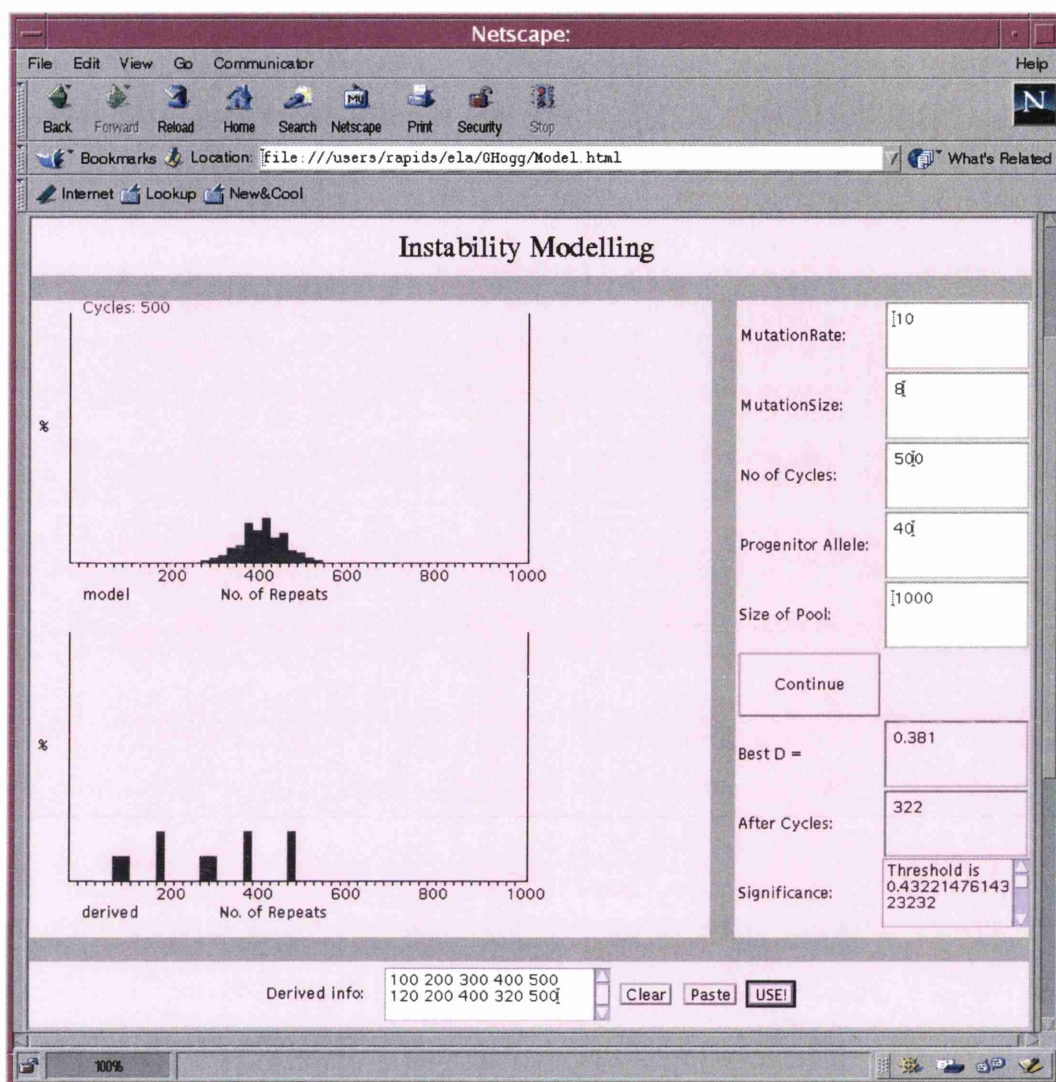 Netscape:
File Edit View Go Communicator Help
Back Forward Reload Home Search Netscape Print Security Stop
My
N
Bookmarks Location: file:///users/rapids/ela/GHogg/Model.html What's Related
Internet Lookup New&Cool
Instability Modelling
Cycles: 500
%
200 400 600 800 1000
model No. of Repeats
%
200 400 600 800 1000
derived No. of Repeats
MutationRate: 10
MutationSize: 8
No of Cycles: 500
Progenitor Allele: 40
Size of Pool: 1000
Continue
Best D = 0.381
After Cycles: 322
Significance:
Threshold is
0.43221476143
23232
Derived info:
100 200 300 400 500
120 200 400 320 500
Clear Paste USE!
100%